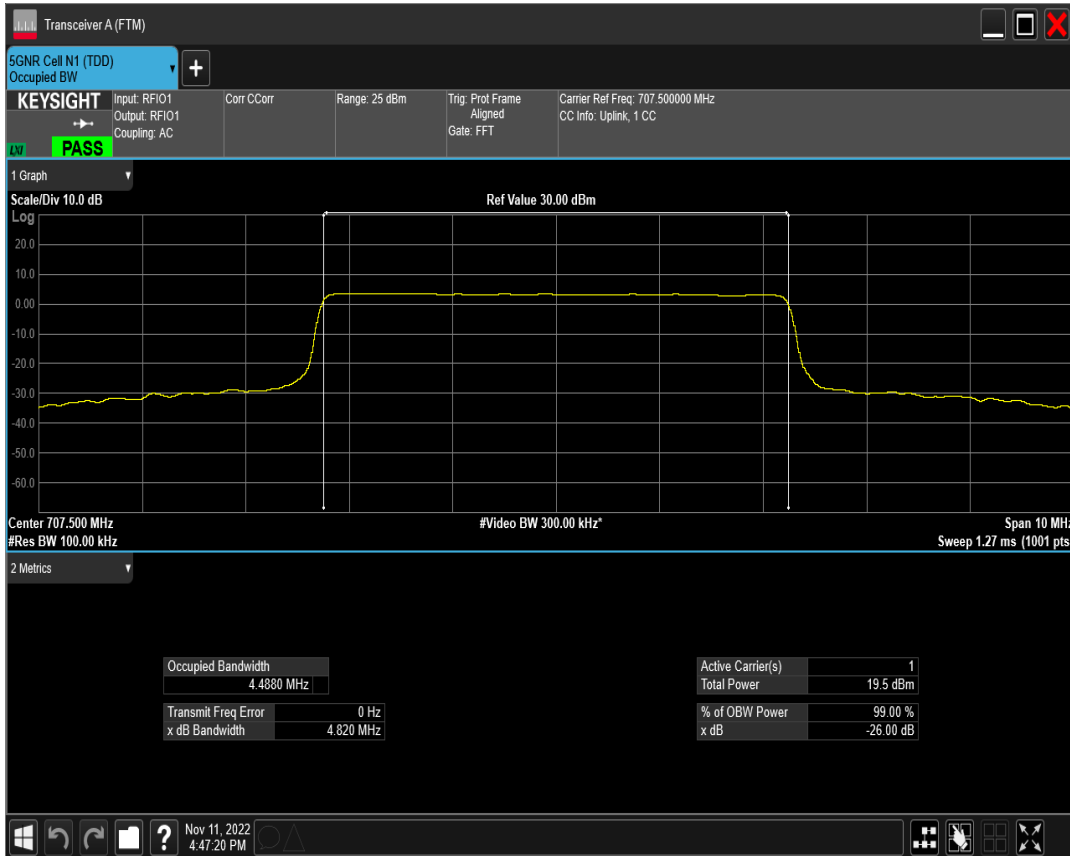 Transceiver A (FTM)
5GNR Cell N1 (TDD)
Occupied BW
+
KEYSIGHT
LXI
PASS
Input: RFIO1
Output: RFIO1
Coupling: AC
Corr CCorr
Range: 25 dBm
Trig: Prot Frame
Aligned
Gate: FFT
Carrier Ref Freq: 707.500000 MHz
CC Info: Uplink, 1 CC
1 Graph
Scale/Div 10.0 dB
Ref Value 30.00 dBm
Log
20.0
10.0
0.00
-10.0
-20.0
-30.0
-40.0
-50.0
-60.0
Center 707.500 MHz
#Video BW 300.00 kHz*
Span 10 MHz
#Res BW 100.00 kHz
Sweep 1.27 ms (1001 pts
2 Metrics
Occupied Bandwidth
4.4880 MHz
Transmit Freq Error 0 Hz
x dB Bandwidth 4.820 MHz
Active Carrier(s) 1
Total Power 19.5 dBm
% of OBW Power 99.00 %
x dB -26.00 dB
?
Nov 11, 2022
4:47:20 PM